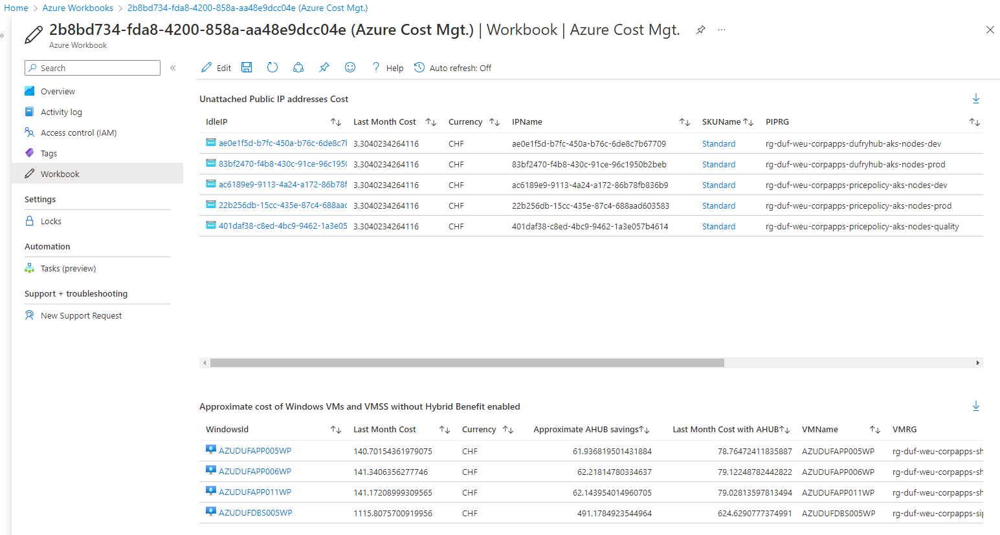 Home > Azure Workbooks > 2b8bd734-fda8-4200-858a-aa48e9dcc04e (Azure Cost Mgt.)
2b8bd734-fda8-4200-858a-aa48e9dcc04e (Azure Cost Mgt.) | Workbook | Azure Cost Mgt.
Azure Workbook
Search
Overview
Activity log
Access control (IAM)
Tags
Workbook
Settings
Locks
Automation
Tasks (preview)
Support + troubleshooting
New Support Request
Edit Help Auto refresh: Off
Unattached Public IP addresses Cost
IdleIP Last Month Cost Currency IPName SKUName PIPRG
ae0e1f5d-b7fc-450a-b76c-6de8c7b 3.3040234264116 CHF ae0e1f5d-b7fc-450a-b76c-6de8c7b67709 Standard rg-duf-weu-corpapps-dufryhub-aks-nodes-dev
83bf2470-f4b8-430c-91ce-96c1950 3.3040234264116 CHF 83bf2470-f4b8-430c-91ce-96c1950b2beb Standard rg-duf-weu-corpapps-dufryhub-aks-nodes-prod
ac6189e9-9113-4a24-a172-86b78f 3.3040234264116 CHF ac6189e9-9113-4a24-a172-86b78fb836b9 Standard rg-duf-weu-corpapps-pricepolicy-aks-nodes-dev
22b256db-15cc-435e-87c4-688aad 3.3040234264116 CHF 22b256db-15cc-435e-87c4-688aad603583 Standard rg-duf-weu-corpapps-pricepolicy-aks-nodes-prod
401daf38-c8ed-4bc9-9462-1a3e05 3.3040234264116 CHF 401daf38-c8ed-4bc9-9462-1a3e057b4614 Standard rg-duf-weu-corpapps-pricepolicy-aks-nodes-quality
Approximate cost of Windows VMs and VMSS without Hybrid Benefit enabled
WindowsId Last Month Cost Currency Approximate AHUB savings Last Month Cost with AHUB VMName VMRG
AZUDUFAPP005WP 140.70154361979075 CHF 61.936819501431884 78.76472411835887 AZUDUFAPP005WP rg-duf-weu-corpapps-sh
AZUDUFAPP006WP 141.3406356277746 CHF 62.21814780334637 79.12248782442822 AZUDUFAPP006WP rg-duf-weu-corpapps-sh
AZUDUFAPP011WP 141.17208999309565 CHF 62.143954014960705 79.02813597813494 AZUDUFAPP011WP rg-duf-weu-corpapps-sh
AZUDUFDBS005WP 1115.8075700919956 CHF 491.1784923544964 624.6290777374991 AZUDUFDBS005WP rg-duf-weu-corpapps-sip